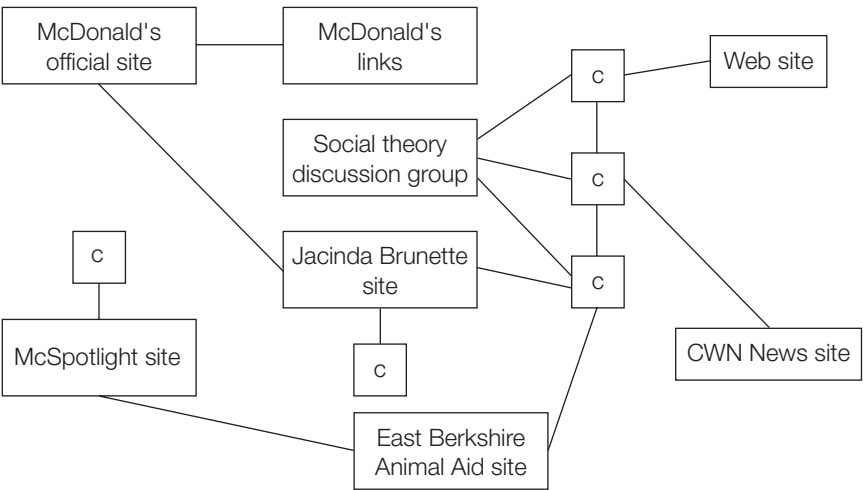 McDonald's
official site
McDonald's
links
C
Web site
Social theory
discussion group
C
C
Jacinda Brunette
site
C
McSpotlight site
C
CWN News site
East Berkshire
Animal Aid site